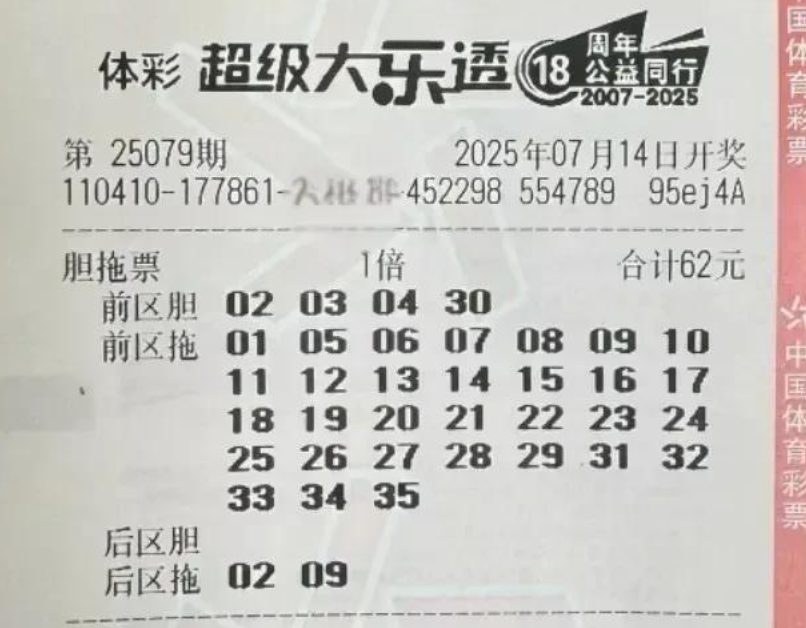 体彩 超级大乐透 18 周年
公益同行
2007-2025
第 25079期 2025年07月14日开奖
110410-177861- 452298 554789 95ej4A
胆拖票 1倍 合计62元
前区胆 02 03 04 30
前区拖 01 05 06 07 08 09 10
11 12 13 14 15 16 17
18 19 20 21 22 23 24
25 26 27 28 29 31 32
33 34 35
后区胆
后区拖 02 09
国体育彩票
中国体育彩票